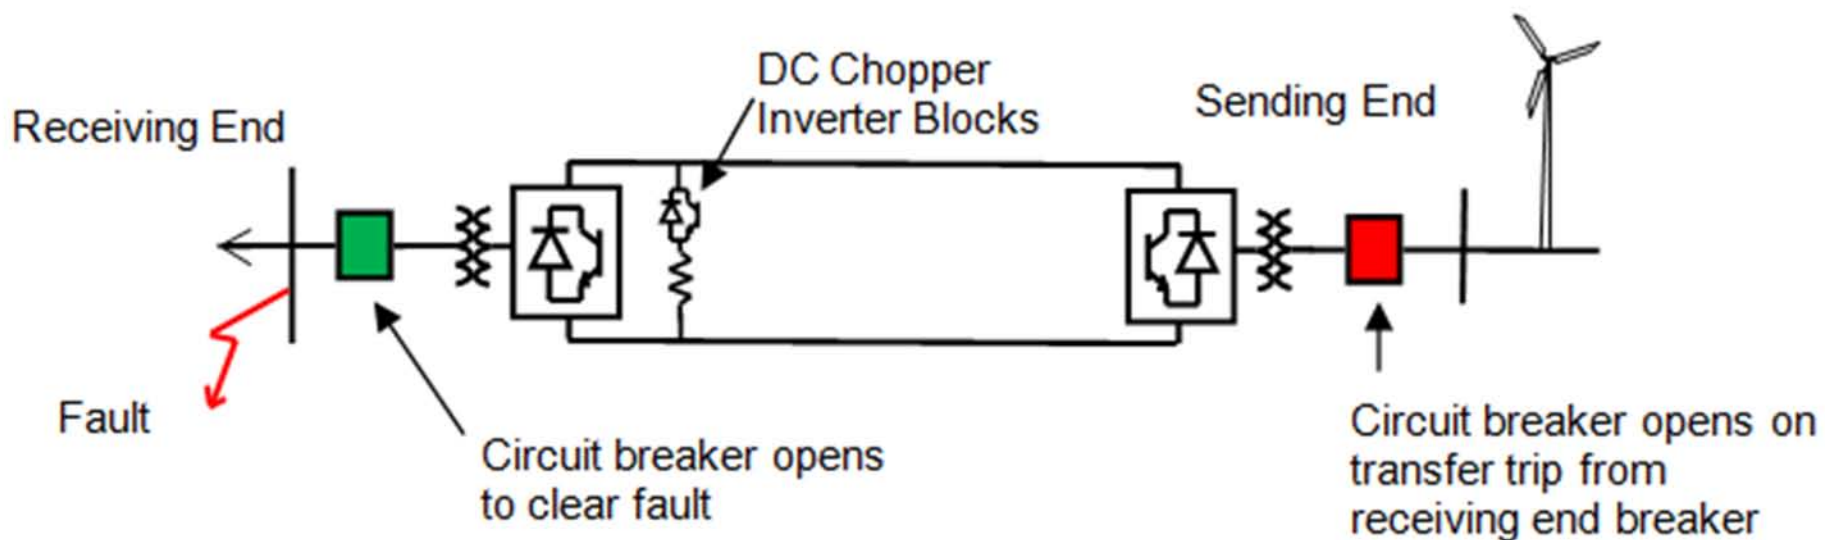 DC Chopper
Inverter Blocks
Sending End
Receiving End
Fault
Circuit breaker opens
to clear fault
Circuit breaker opens on
transfer trip from
receiving end breaker